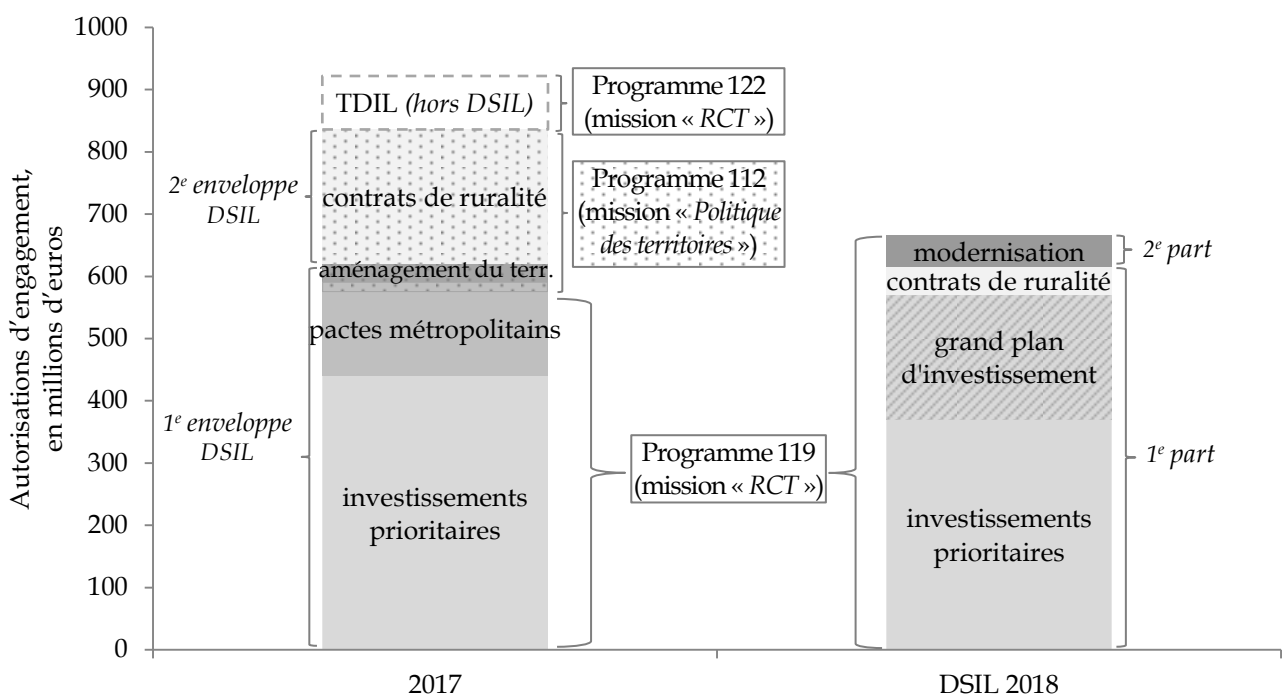 Autorisations d'engagement,
en millions d'euros
1000
900
800
700
600
500
400
300
200
100
0
2e enveloppe
DSIL
1e enveloppe
DSIL
TDIL (hors DSIL)
contrats de ruralité
aménagement du terr.
pactes métropolitains
investissements
prioritaires
Programme 122
(mission « RCT »)
Programme 112
(mission « Politique
des territoires »)
Programme 119
(mission « RCT »)
modernisation
contrats de ruralité
grand plan
d'investissement
investissements
prioritaires
2e part
1e part
2017
DSIL 2018